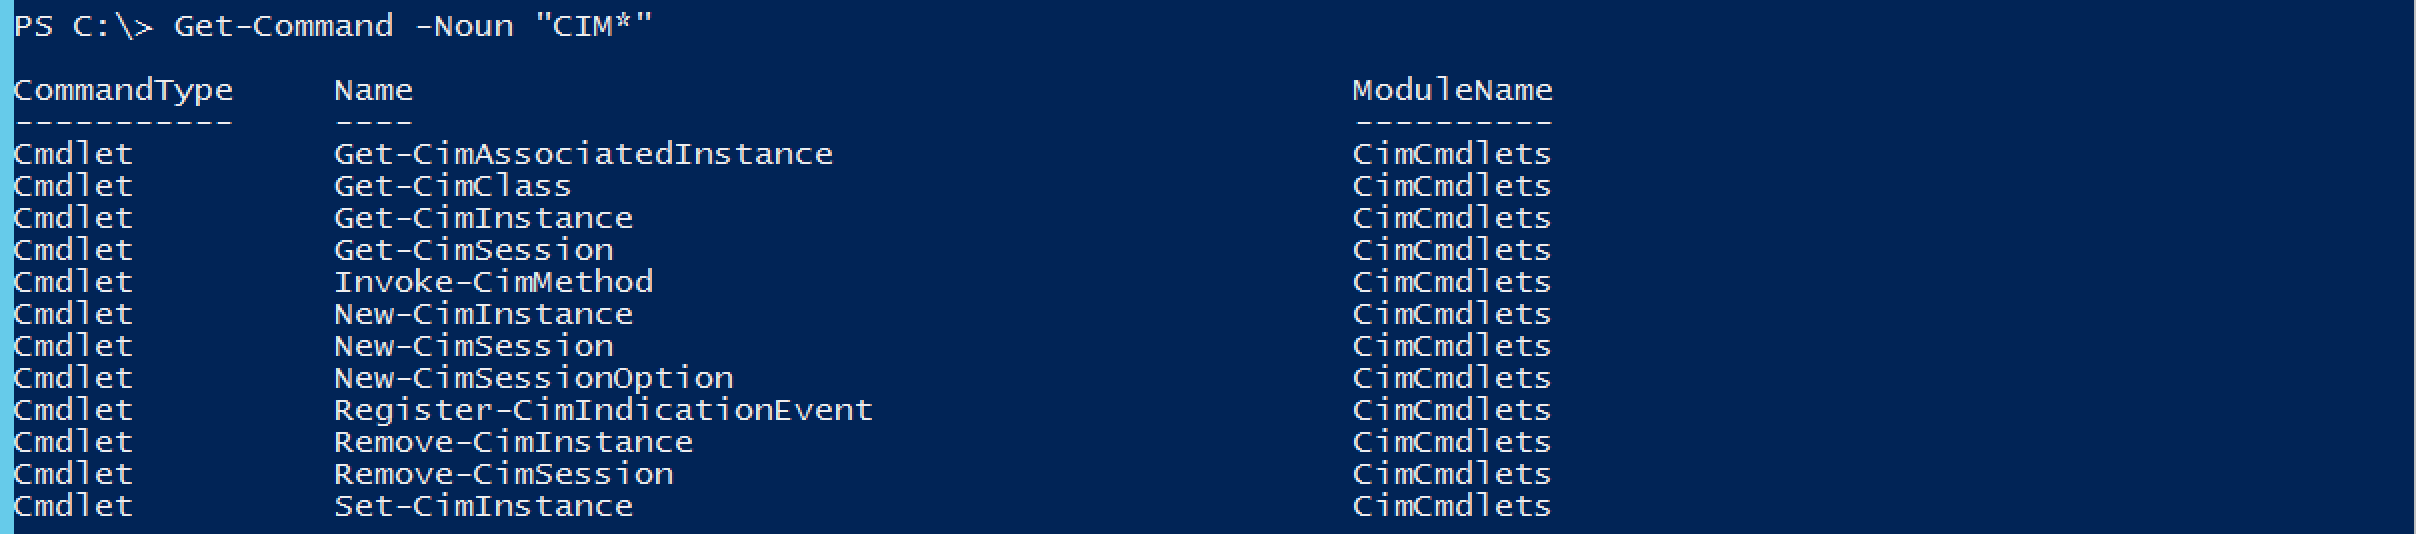 PS C:\> Get-Command -Noun "CIM*"
CommandType     Name                                               ModuleName
-----------     ----                                               ----------
Cmdlet          Get-CimAssociatedInstance                          CimCmdlets
Cmdlet          Get-CimClass                                       CimCmdlets
Cmdlet          Get-CimInstance                                    CimCmdlets
Cmdlet          Get-CimSession                                     CimCmdlets
Cmdlet          Invoke-CimMethod                                   CimCmdlets
Cmdlet          New-CimInstance                                    CimCmdlets
Cmdlet          New-CimSession                                     CimCmdlets
Cmdlet          New-CimSessionOption                               CimCmdlets
Cmdlet          Register-CimIndicationEvent                        CimCmdlets
Cmdlet          Remove-CimInstance                                 CimCmdlets
Cmdlet          Remove-CimSession                                  CimCmdlets
Cmdlet          Set-CimInstance                                    CimCmdlets